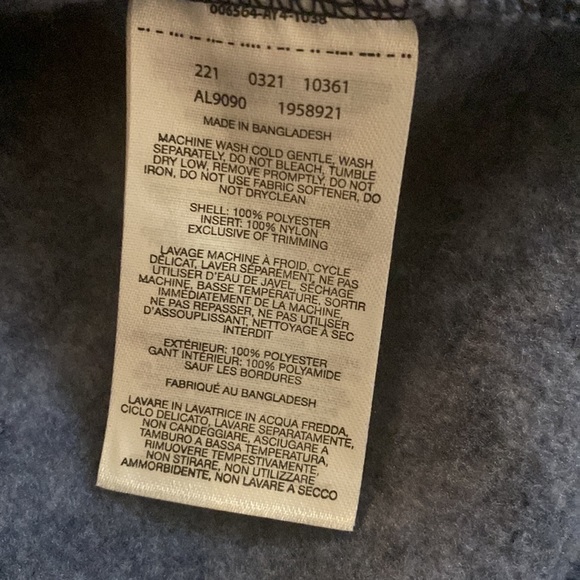 008564-AY4-1038
221 0321 10361
AL9090 1958921
MADE IN BANGLADESH
MACHINE WASH COLD GENTLE, WASH
SEPARATELY, DO NOT BLEACH, TUMBLE
DRY LOW, REMOVE PROMPTLY, DO NOT
IRON, DO NOT USE FABRIC SOFTENER, DO
NOT DRYCLEAN
SHELL: 100% POLYESTER
INSERT: 100% NYLON
EXCLUSIVE OF TRIMMING
LAVAGE MACHINE À FROID, CYCLE
DÉLICAT, LAVER SÉPARÉMENT, NE PAS
UTILISER D'EAU DE JAVEL, SÉCHAGE
MACHINE, BASSE TEMPÉRATURE, SORTIR
IMMÉDIATEMENT DE LA MACHINE,
NE PAS REPASSER, NE PAS UTILISER
D'ASSOUPLISSANT, NETTOYAGE À SEC
INTERDIT
EXTÉRIEUR: 100% POLYESTER
GANT INTÉRIEUR: 100% POLYAMIDE
SAUF LES BORDURES
FABRIQUÉ AU BANGLADESH
LAVARE IN LAVATRICE IN ACQUA FREDDA,
CICLO DELICATO, LAVARE SEPARATAMENTE,
NON CANDEGGIARE, ASCIUGARE A
TAMBURO A BASSA TEMPERATURA,
RIMUOVERE TEMPESTIVAMENTE,
NON STIRARE, NON UTILIZZARE
AMMORBIDENTE, NON LAVARE A SECCO